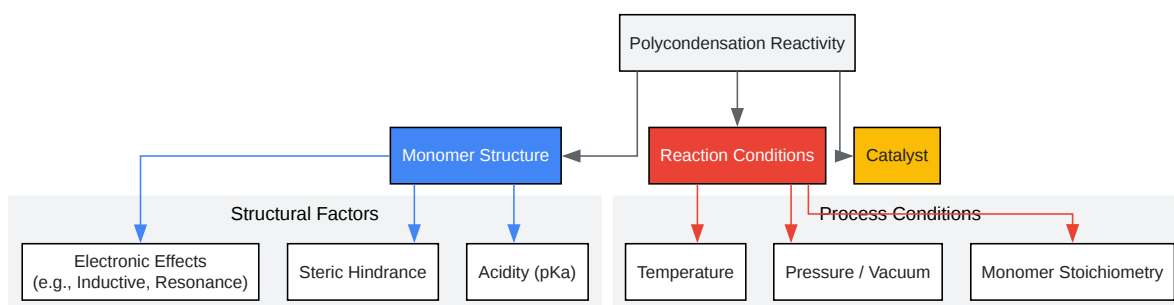 Polycondensation Reactivity
Monomer Structure
Reaction Conditions
Catalyst
Structural Factors
Process Conditions
Electronic Effects
(e.g., Inductive, Resonance)
Steric Hindrance
Acidity (pKa)
Temperature
Pressure / Vacuum
Monomer Stoichiometry